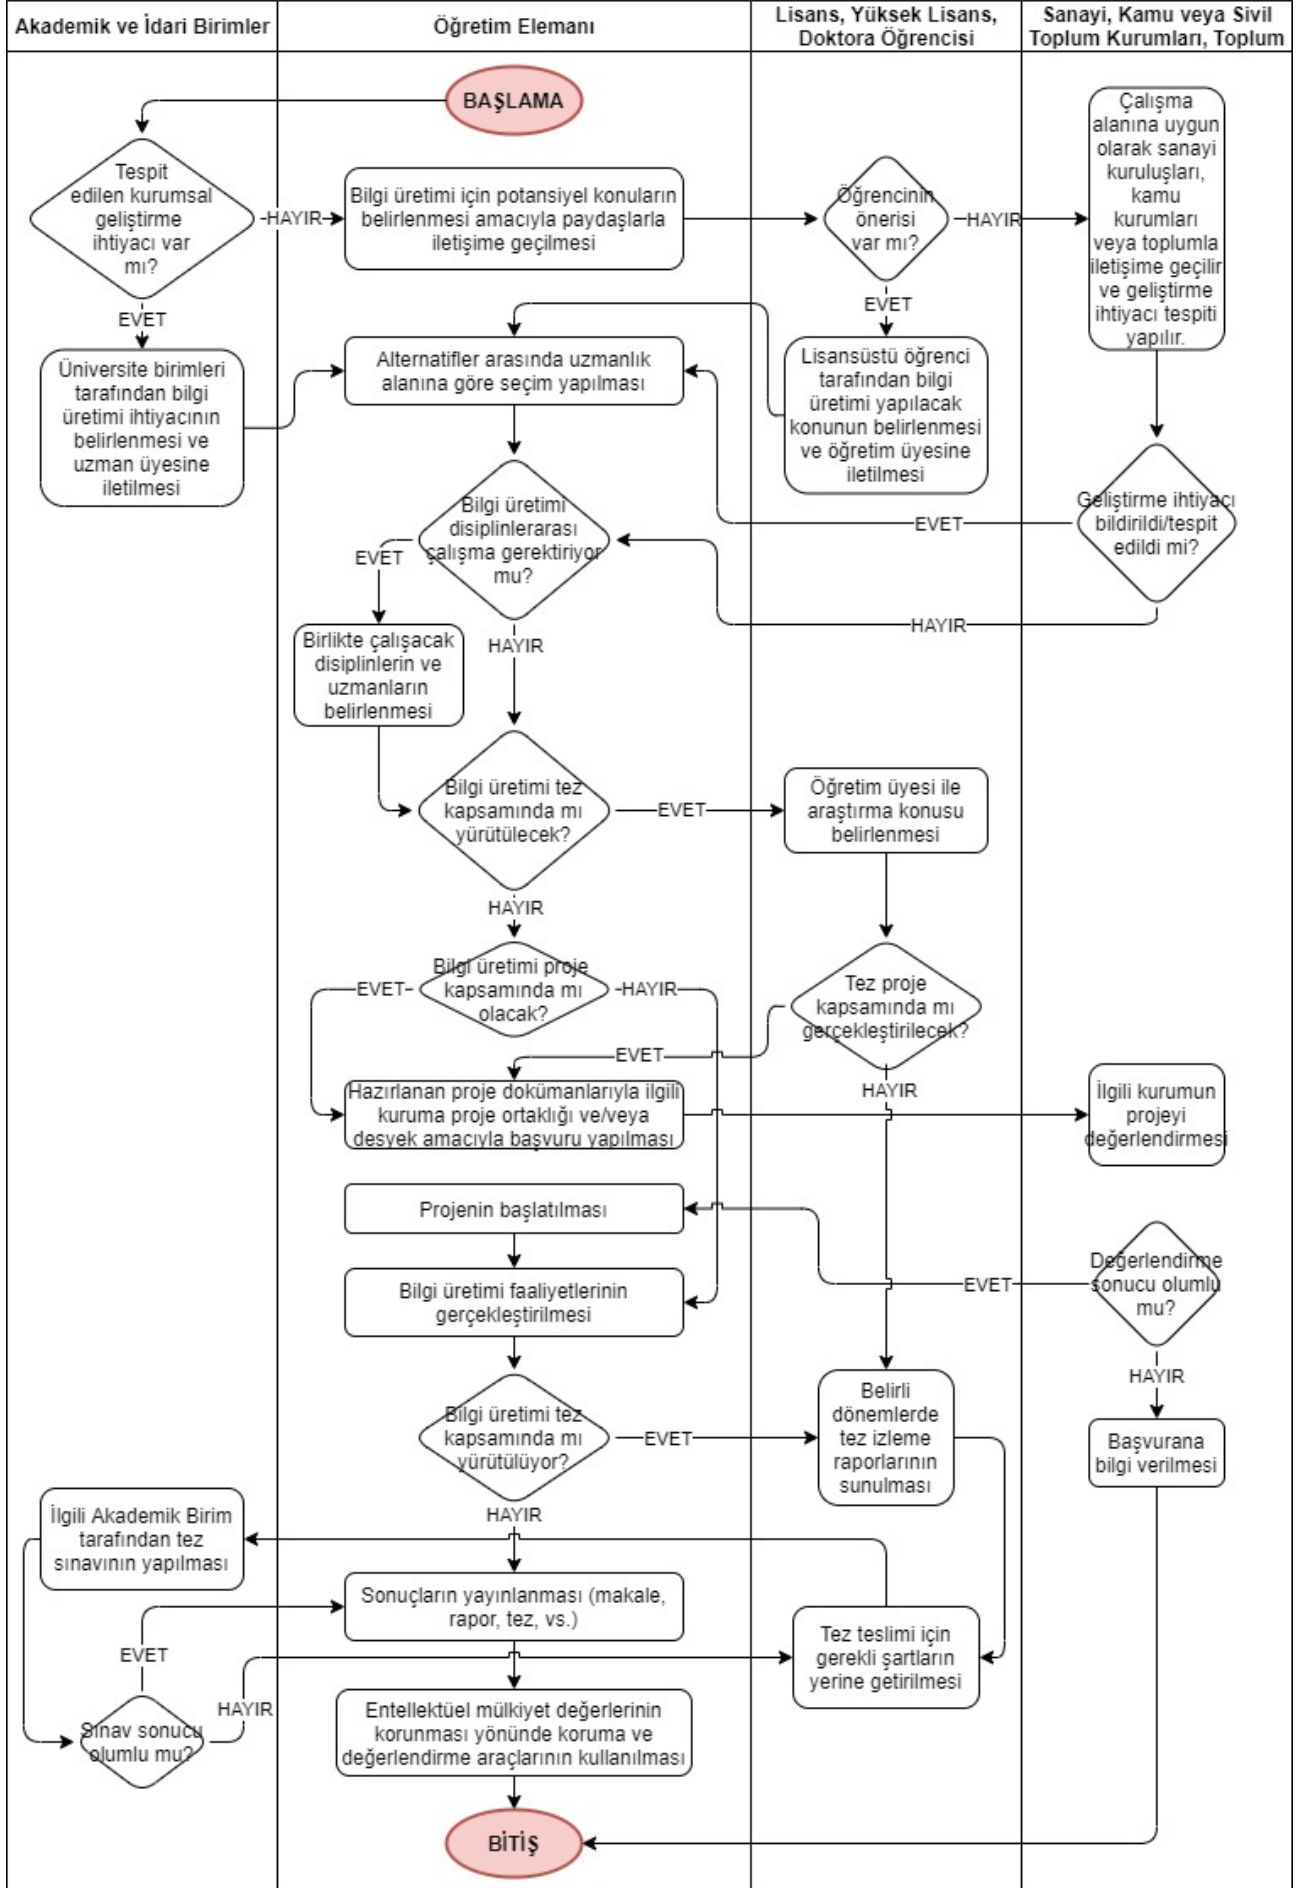 Akademik ve İdari Birimler
Öğretim Elemanı
Lisans, Yüksek Lisans,
Doktora Öğrencisi
Sanayi, Kamu veya Sivil
Toplum Kurumları, Toplum
BAŞLAMA
Tespit
edilen kurumsal
geliştirme
ihtiyacı var
mı?
HAYIR
Bilgi üretimi için potansiyel konuların
belirlenmesi amacıyla paydaşlarla
iletişime geçilmesi
Öğrencinin
önerisi
var mı?
HAYIR
Çalışma
alanına uygun
olarak sanayi
kuruluşları,
kamu
kurumları
veya toplumla
iletişime geçilir
ve geliştirme
ihtiyacı tespiti
yapılır.
EVET
EVET
Üniversite birimleri
tarafından bilgi
üretimi ihtiyacının
belirlenmesi ve
uzman üyesine
iletilmesi
Alternatifler arasında uzmanlık
alanına göre seçim yapılması
Lisansüstü öğrenci
tarafından bilgi
üretimi yapılacak
konunun belirlenmesi
ve öğretim üyesine
iletilmesi
Geliştirme ihtiyacı
bildirildi/tespit
edildi mi?
EVET
HAYIR
Bilgi üretimi
disiplinlerarası
çalışma gerektiriyor
mu?
EVET
HAYIR
Birlikte çalışacak
disiplinlerin ve
uzmanların
belirlenmesi
Bilgi üretimi tez
kapsamında mı
yürütülecek?
EVET
Öğretim üyesi ile
araştırma konusu
belirlenmesi
HAYIR
Bilgi üretimi proje
kapsamında mı
olacak?
EVET
HAYIR
Tez proje
kapsamında mı
gerçekleştirilecek?
EVET
HAYIR
Hazırlanan proje dokümanlarıyla ilgili
kuruma proje ortaklığı ve/veya
desyek amacıyla başvuru yapılması
İlgili kurumun
projeyi
değerlendirmesi
Projenin başlatılması
Değerlendirme
sonucu olumlu
mu?
EVET
HAYIR
Bilgi üretimi faaliyetlerinin
gerçekleştirilmesi
Bilgi üretimi tez
kapsamında mı
yürütülüyor?
EVET
Belirli
dönemlerde
tez izleme
raporlarının
sunulması
Başvurana
bilgi verilmesi
HAYIR
İlgili Akademik Birim
tarafından tez
sınavının yapılması
Sonuçların yayınlanması (makale,
rapor, tez, vs.)
Tez teslimi için
gerekli şartların
yerine getirilmesi
EVET
HAYIR
Sınav sonucu
olumlu mu?
Entellektüel mülkiyet değerlerinin
korunması yönünde koruma ve
değerlendirme araçlarının kullanılması
BİTİŞ